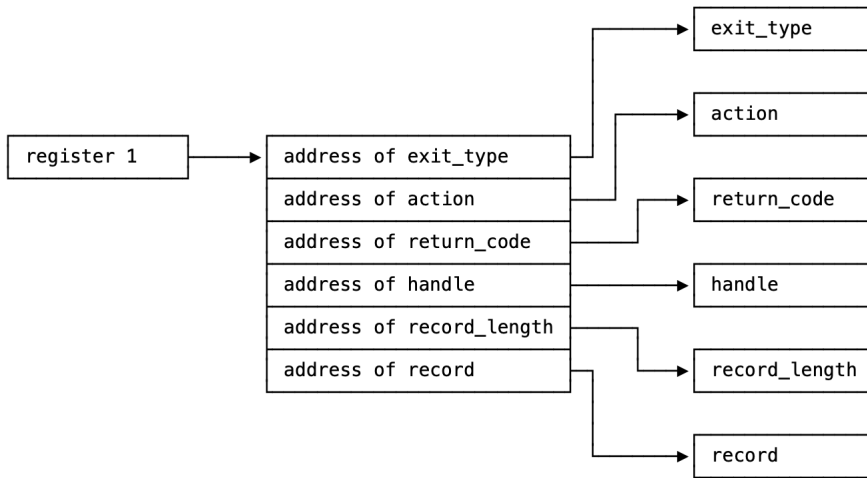 exit_type
action
register 1
address of exit_type
address of action
address of return_code
address of handle
address of record_length
address of record
return_code
handle
record_length
record